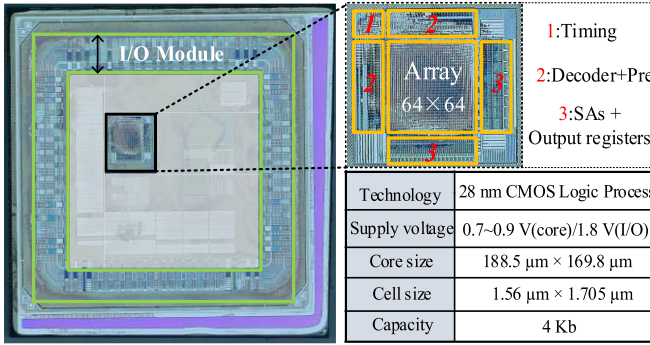 I/O Module
1
2
2
Array
64×64
3
3
1:Timing
2:Decoder+Pre
3:SAs +
Output registers
Technology 28 nm CMOS Logic Process
Supply voltage 0.7~0.9 V(core)/1.8 V(I/O)
Core size 188.5 μm × 169.8 μm
Cell size 1.56 μm × 1.705 μm
Capacity 4 Kb